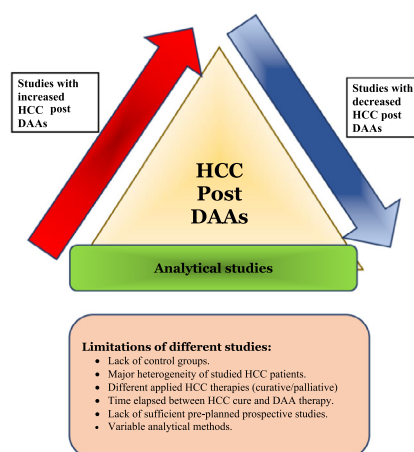 Studies with
increased
HCC post
DAAs
Studies with
decreased
HCC post
DAAs
HCC
Post
DAAs
Analytical studies
Limitations of different studies:
• Lack of control groups.
• Major heterogeneity of studied HCC patients.
• Different applied HCC therapies (curative/palliative)
• Time elapsed between HCC cure and DAA therapy.
• Lack of sufficient pre-planned prospective studies.
• Variable analytical methods.